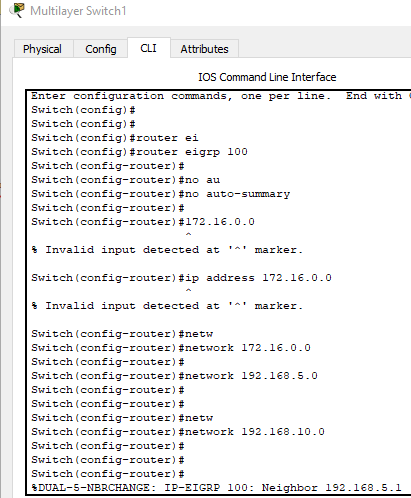 Multilayer Switch1
Physical Config CLI Attributes
IOS Command Line Interface
Enter configuration commands, one per line. End with
Switch(config)#
Switch(config)#
Switch(config)#router ei
Switch(config)#router eigrp 100
Switch(config-router)#
Switch(config-router)#no au
Switch(config-router)#no auto-summary
Switch(config-router)#
Switch(config-router)#172.16.0.0
^
% Invalid input detected at '^' marker.
Switch(config-router)#ip address 172.16.0.0
^
% Invalid input detected at '^' marker.
Switch(config-router)#netw
Switch(config-router)#network 172.16.0.0
Switch(config-router)#
Switch(config-router)#network 192.168.5.0
Switch(config-router)#
Switch(config-router)#
Switch(config-router)#netw
Switch(config-router)#network 192.168.10.0
Switch(config-router)#
Switch(config-router)#
Switch(config-router)#
%DUAL-5-NBRCHANGE: IP-EIGRP 100: Neighbor 192.168.5.1